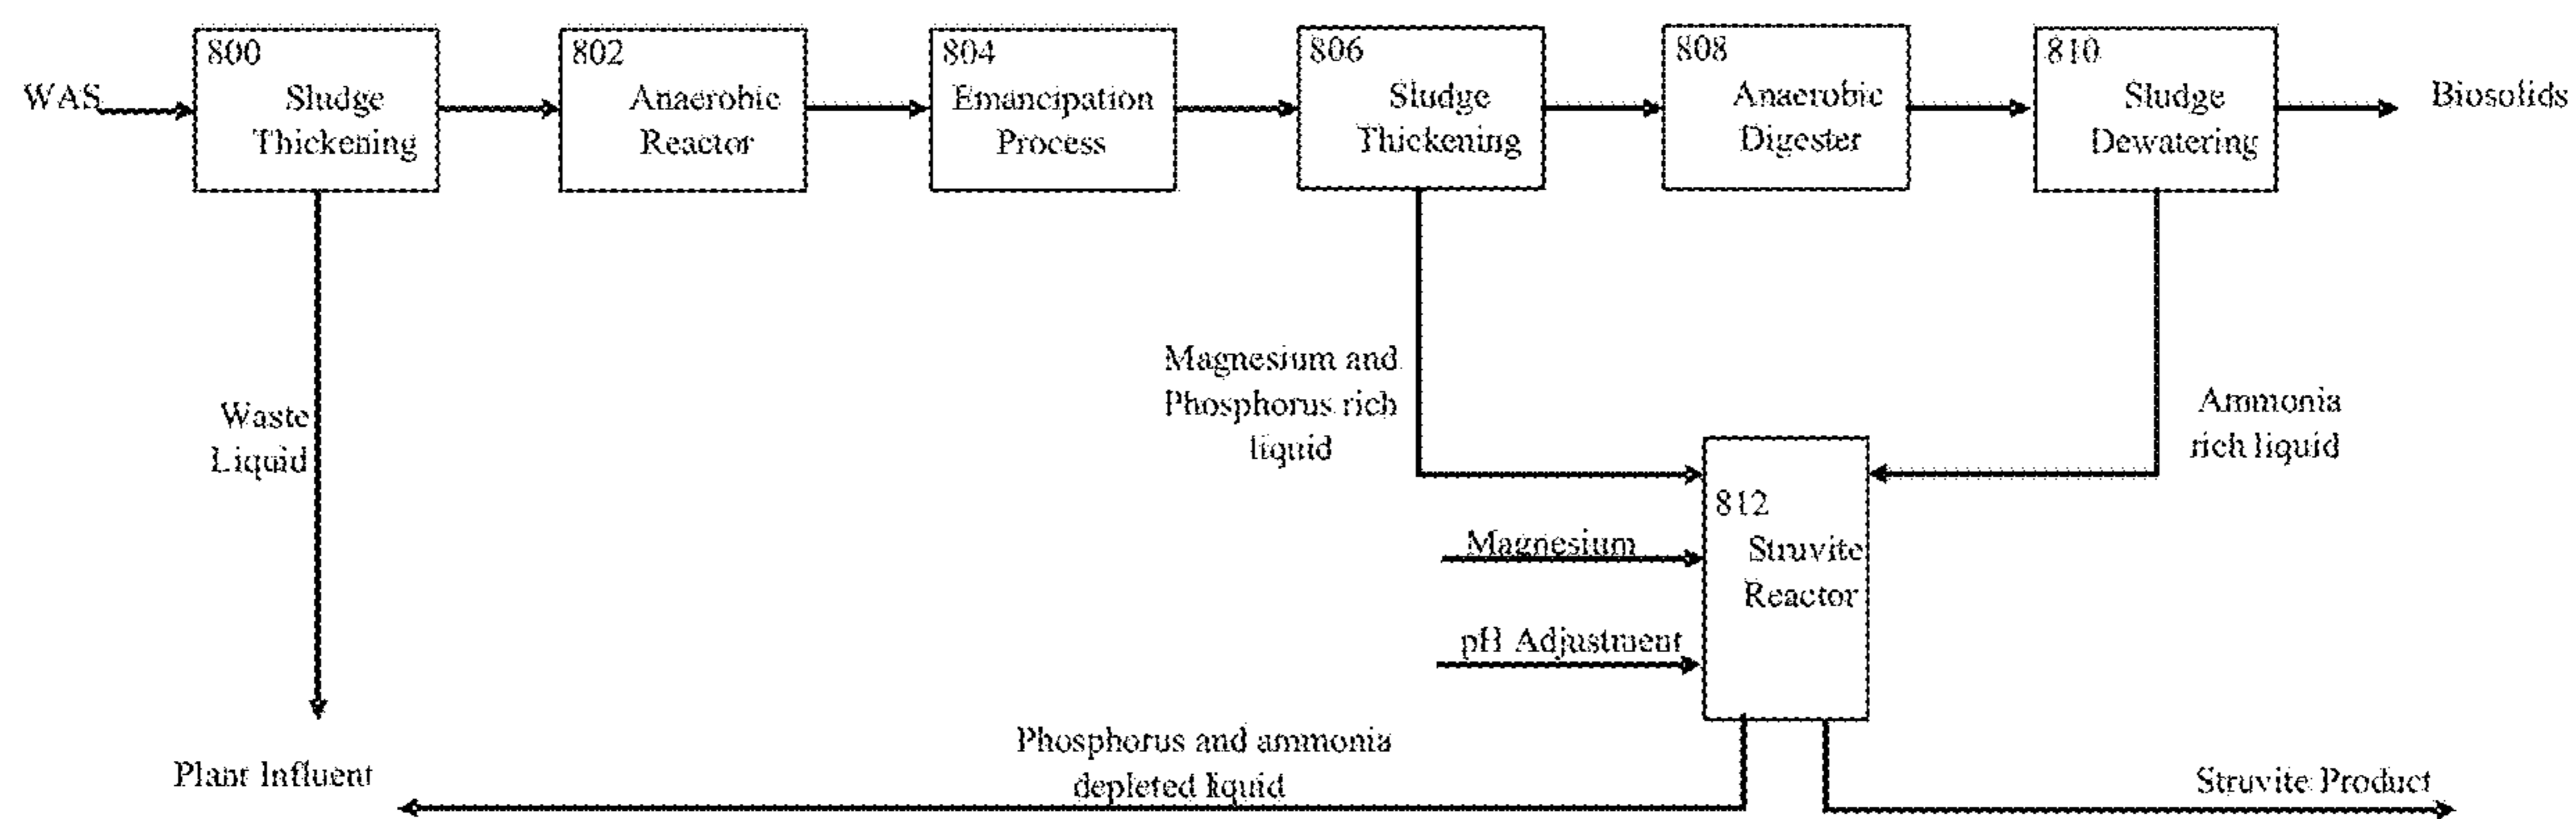 WAS
800
Sludge
Thickening
802
Anaerobic
Reactor
804
Emancipation
Process
806
Sludge
Thickening
808
Anaerobic
Digester
810
Sludge
Dewatering
Biosolids
Waste
Liquid
Magnesium and
Phosphorus rich
liquid
Ammonia
rich liquid
812
Struvite
Reactor
Magnesium
pH Adjustment
Plant Influent
Phosphorus and ammonia
depleted liquid
Struvite Product